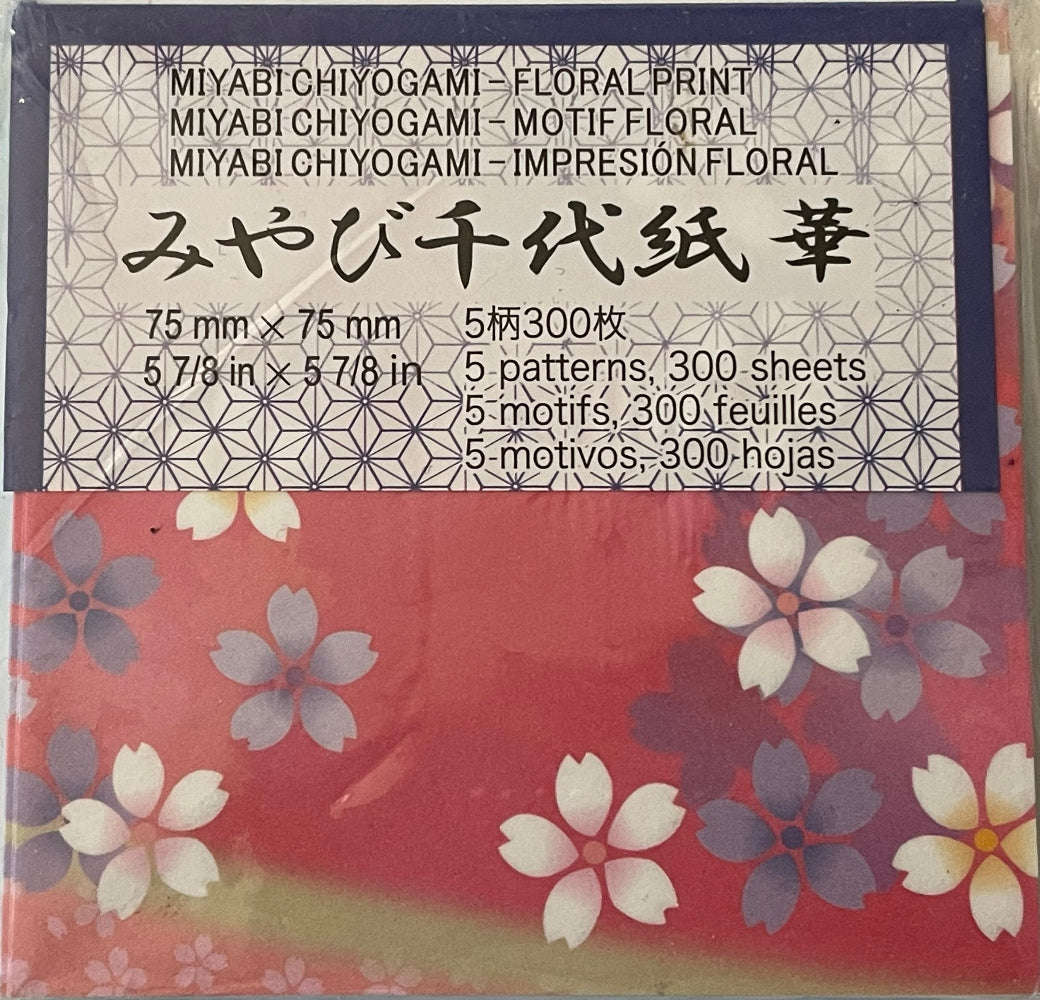 MIYABI CHIYOGAMI – FLORAL PRINT
MIYABI CHIYOGAMI – MOTIF FLORAL
MIYABI CHIYOGAMI – IMPRESIÓN FLORAL
みやび千代紙 華
75 mm × 75 mm
5 7/8 in × 5 7/8 in
5柄300枚
5 patterns, 300 sheets
5 motifs, 300 feuilles
5 motivos, 300 hojas